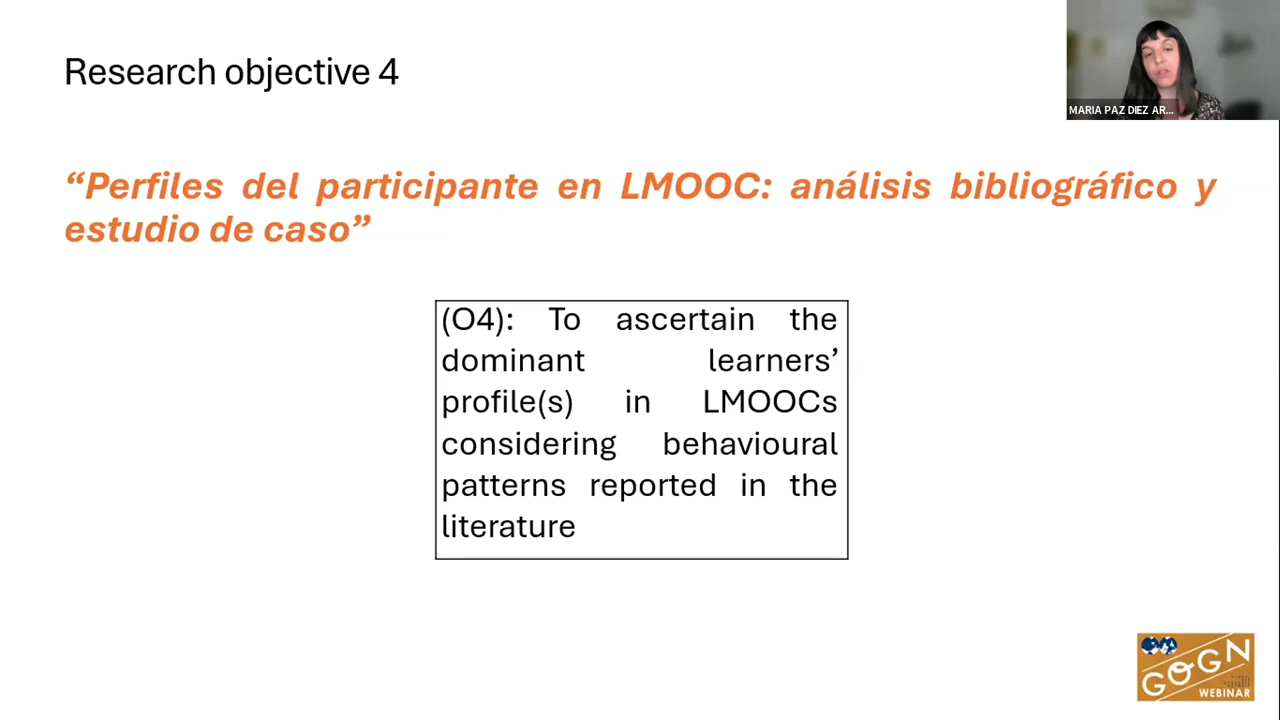 Research objective 4
MARIA PAZ DIEZ AR...
“Perfiles del participante en LMOOC: análisis bibliográfico y
estudio de caso”
(O4): To ascertain the
dominant learners’
profile(s) in LMOOCs
considering behavioural
patterns reported in the
literature
GOGN
WEBINAR